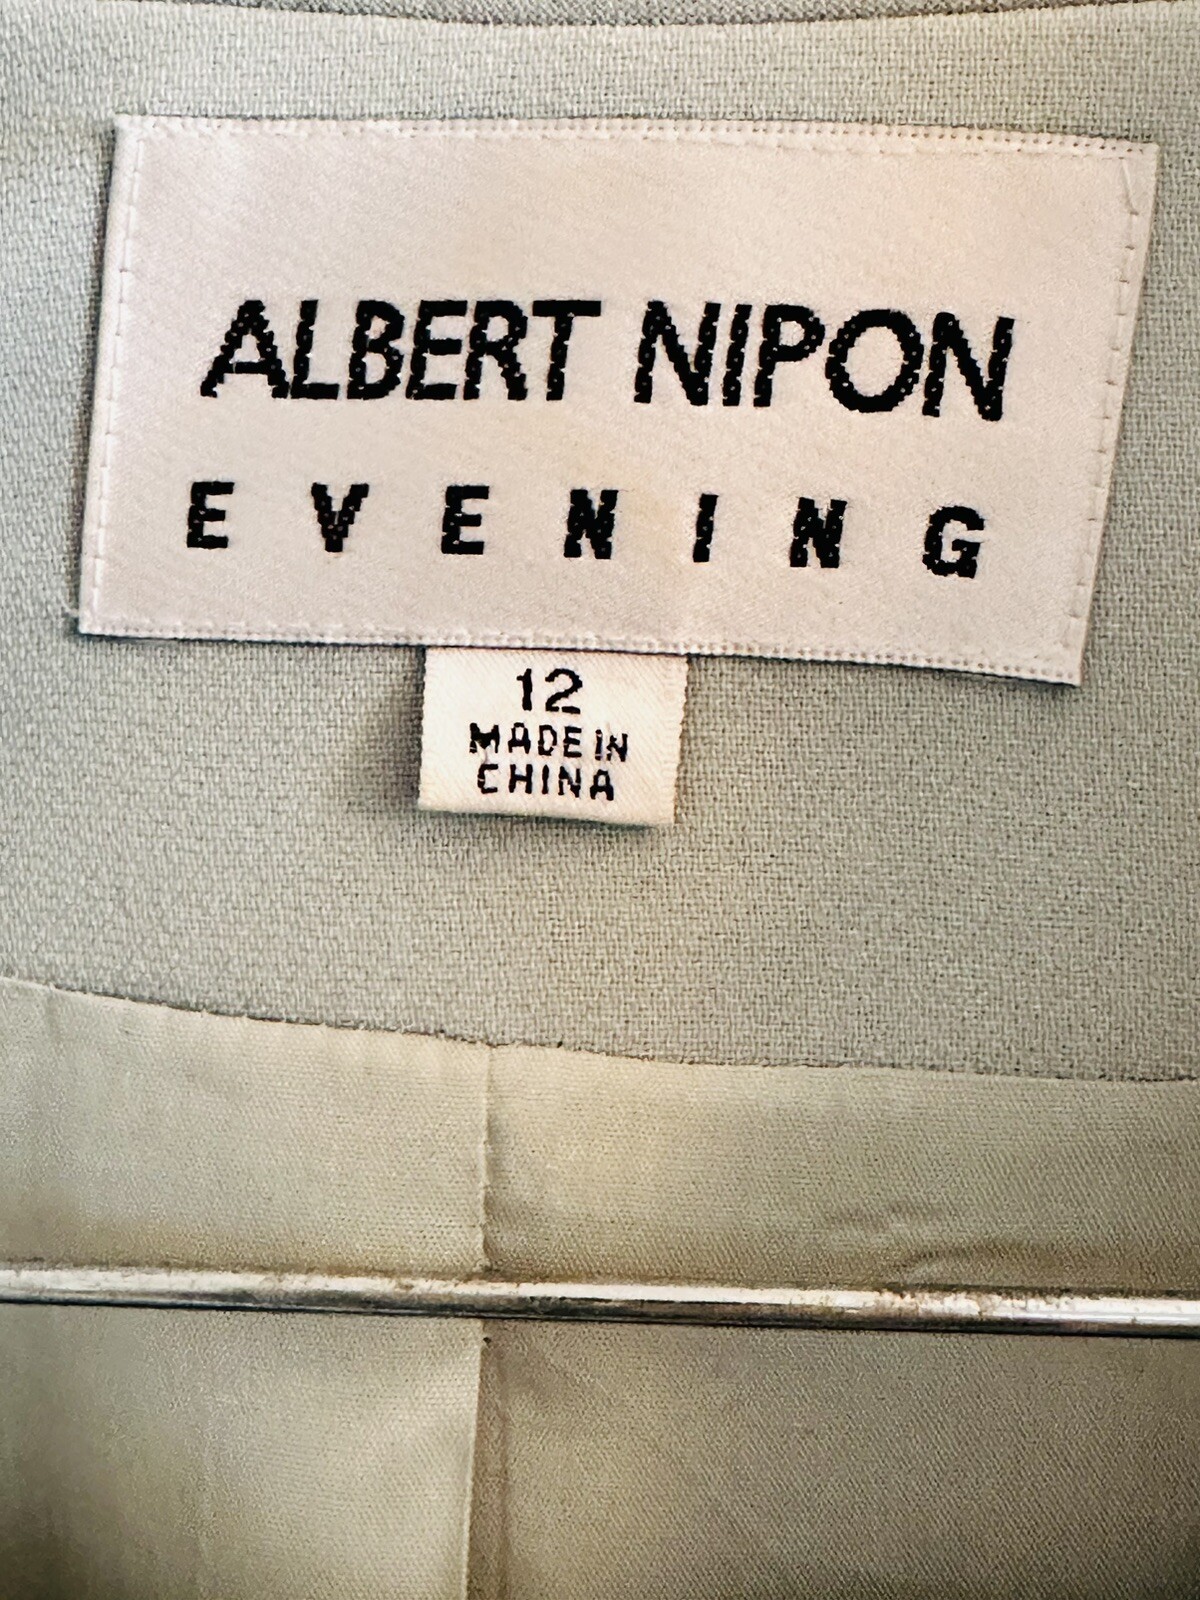 ALBERT NIPON
EVENING
12
MADE IN
CHINA